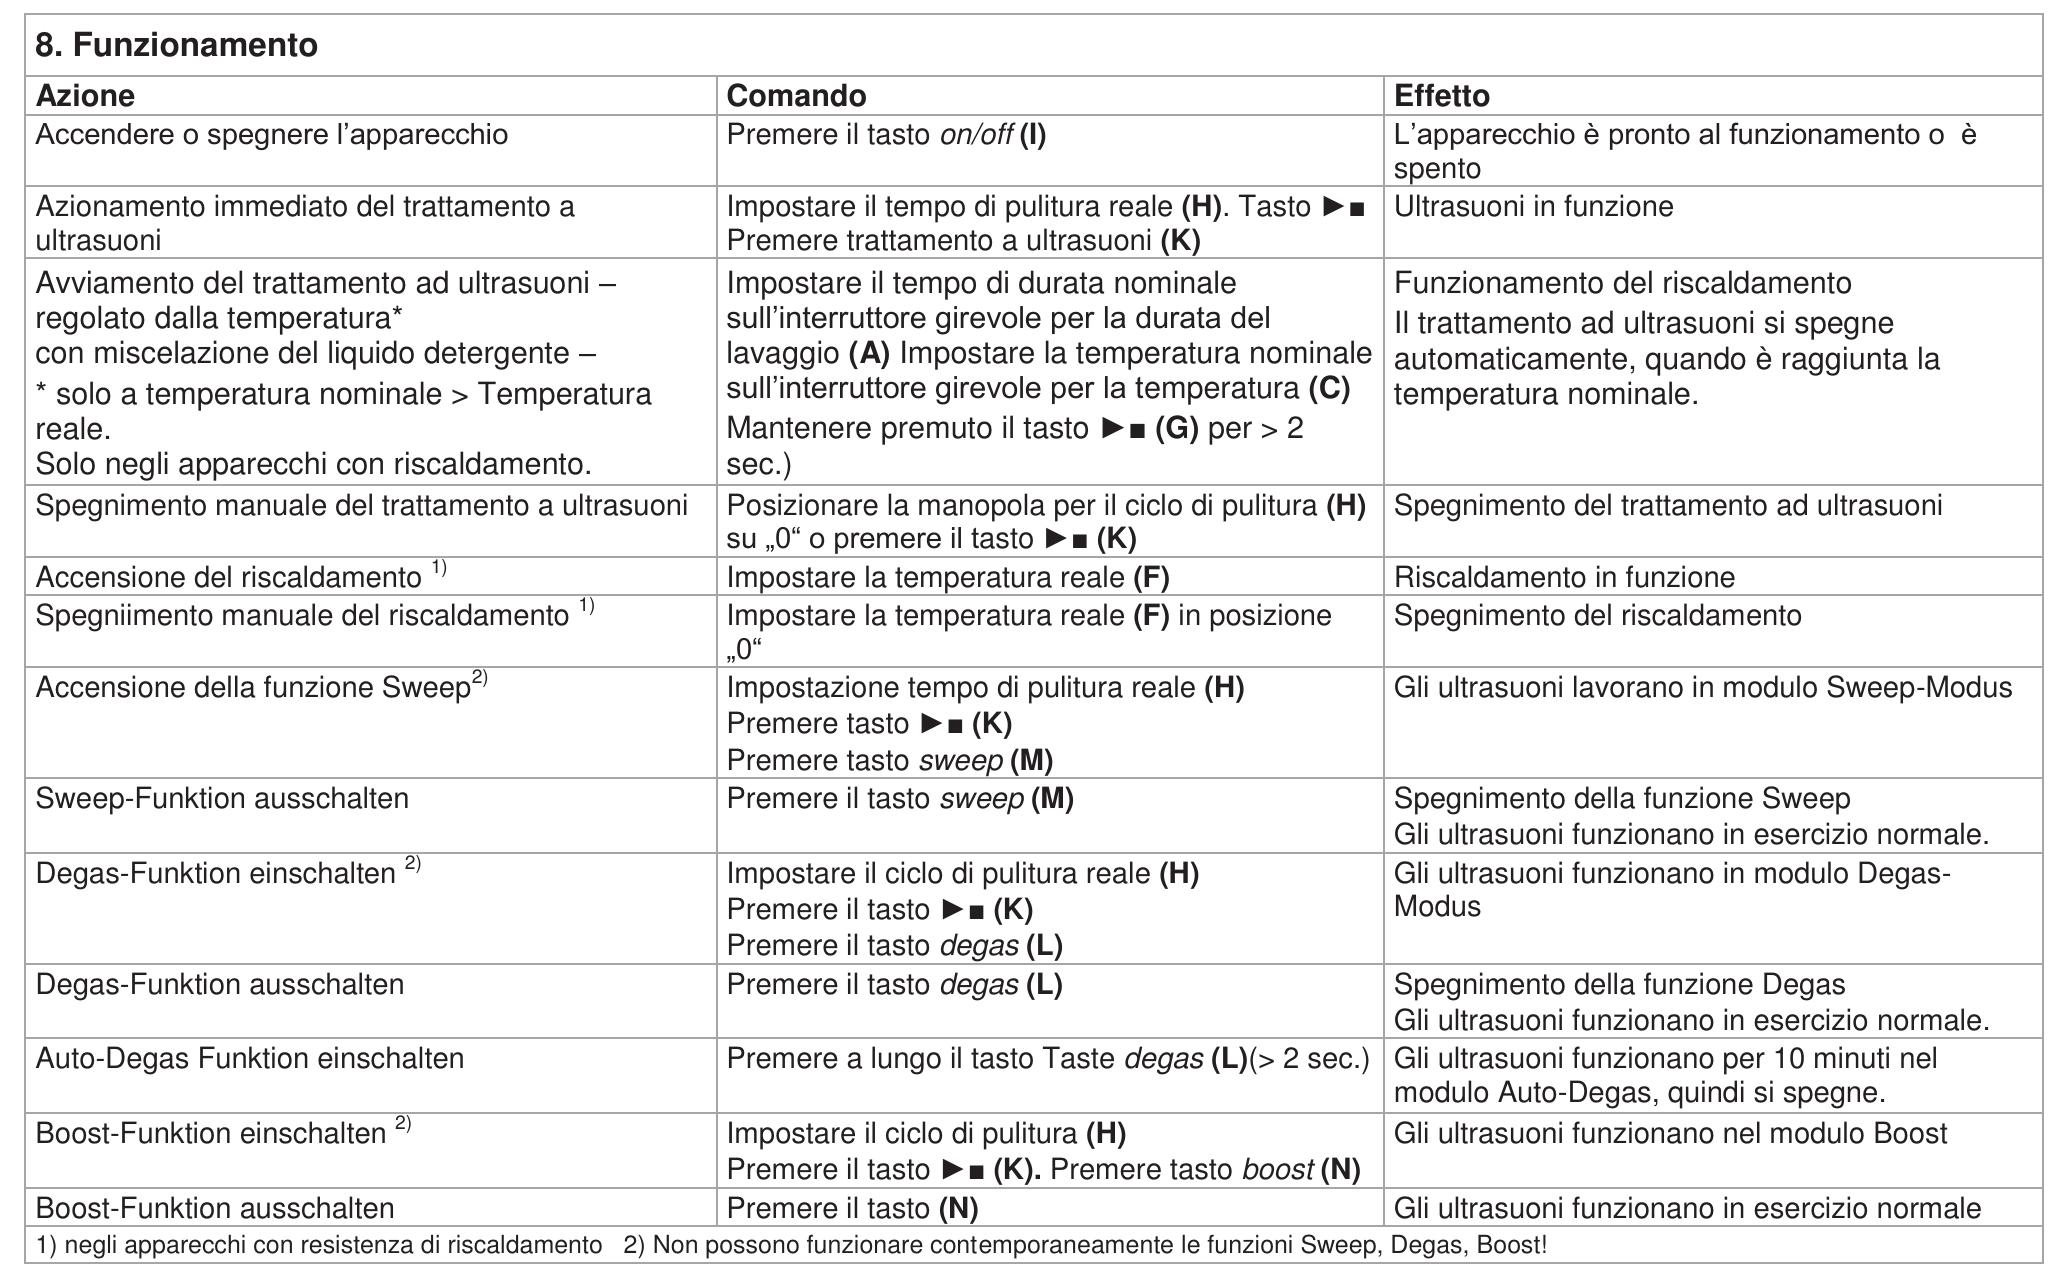 8. Funzionamento
Azione
Comando
Effetto
Accendere o spegnere l’apparecchio
Premere il tasto on/off (I)
L’apparecchio è pronto al funzionamento o  è
spento
Azionamento immediato del trattamento a
ultrasuoni
Impostare il tempo di pulitura reale (H). Tasto ►■
Premere trattamento a ultrasuoni (K)
Ultrasuoni in funzione
Avviamento del trattamento ad ultrasuoni –
regolato dalla temperatura*
con miscelazione del liquido detergente –
* solo a temperatura nominale > Temperatura
reale.
Solo negli apparecchi con riscaldamento.
Impostare il tempo di durata nominale
sull’interruttore girevole per la durata del
lavaggio (A) Impostare la temperatura nominale
sull’interruttore girevole per la temperatura (C)
Mantenere premuto il tasto ►■ (G) per > 2
sec.)
Funzionamento del riscaldamento
Il trattamento ad ultrasuoni si spegne
automaticamente, quando è raggiunta la
temperatura nominale.
Spegnimento manuale del trattamento a ultrasuoni
Posizionare la manopola per il ciclo di pulitura (H)
su „0“ o premere il tasto ►■ (K)
Spegnimento del trattamento ad ultrasuoni
Accensione del riscaldamento 1)
Impostare la temperatura reale (F)
Riscaldamento in funzione
Spegniimento manuale del riscaldamento 1)
Impostare la temperatura reale (F) in posizione
„0“
Spegnimento del riscaldamento
Accensione della funzione Sweep2)
Impostazione tempo di pulitura reale (H)
Premere tasto ►■ (K)
Premere tasto sweep (M)
Gli ultrasuoni lavorano in modulo Sweep-Modus
Sweep-Funktion ausschalten
Premere il tasto sweep (M)
Spegnimento della funzione Sweep
Gli ultrasuoni funzionano in esercizio normale.
Degas-Funktion einschalten 2)
Impostare il ciclo di pulitura reale (H)
Premere il tasto ►■ (K)
Premere il tasto degas (L)
Gli ultrasuoni funzionano in modulo Degas-
Modus
Degas-Funktion ausschalten
Premere il tasto degas (L)
Spegnimento della funzione Degas
Gli ultrasuoni funzionano in esercizio normale.
Auto-Degas Funktion einschalten
Premere a lungo il tasto Taste degas (L)(> 2 sec.)
Gli ultrasuoni funzionano per 10 minuti nel
modulo Auto-Degas, quindi si spegne.
Boost-Funktion einschalten 2)
Impostare il ciclo di pulitura (H)
Premere il tasto ►■ (K). Premere tasto boost (N)
Gli ultrasuoni funzionano nel modulo Boost
Boost-Funktion ausschalten
Premere il tasto (N)
Gli ultrasuoni funzionano in esercizio normale
1) negli apparecchi con resistenza di riscaldamento   2) Non possono funzionare contemporaneamente le funzioni Sweep, Degas, Boost!